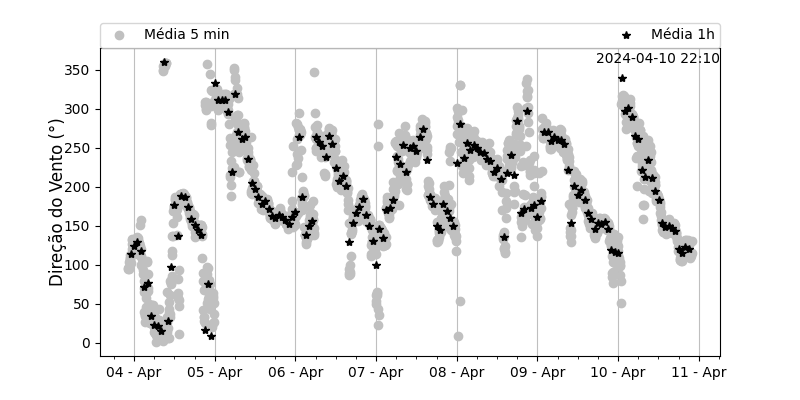 Média 5 min
Média 1h
2024-04-10 22:10
Direção do Vento (°)
350
300
250
200
150
100
50
0
04 - Apr
05 - Apr
06 - Apr
07 - Apr
08 - Apr
09 - Apr
10 - Apr
11 - Apr